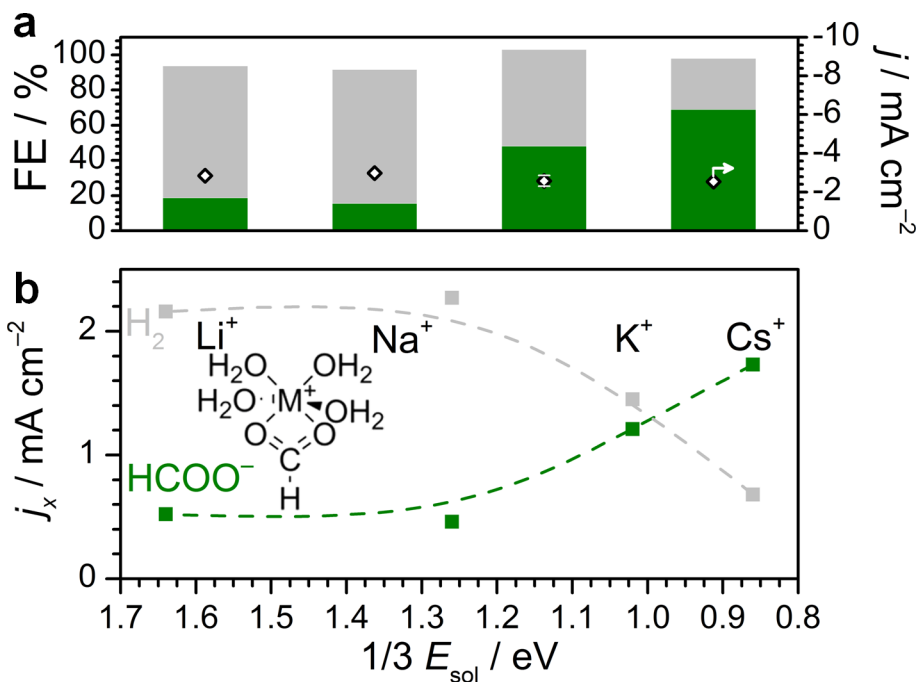 a
FE / %
100
80
60
40
20
0
-10
-8
-6
-4
-2
0
j / mA cm⁻²
b
H₂
Li⁺
Na⁺
K⁺
Cs⁺
H₂O
OH₂
H₂O
M⁺
OH₂
O
O
C
H
HCOO⁻
jₓ / mA cm⁻²
2
1
0
1.7 1.6 1.5 1.4 1.3 1.2 1.1 1.0 0.9 0.8
1/3 E_sol / eV